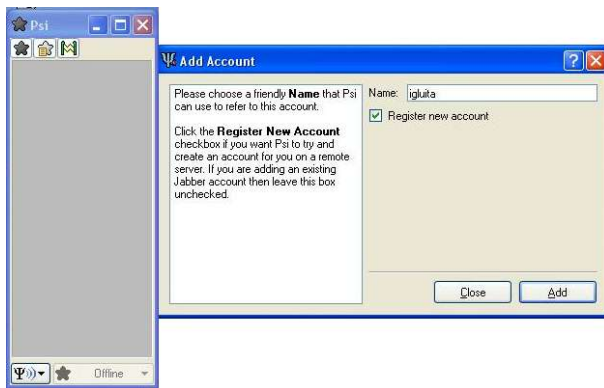 Psi
Add Account
Please choose a friendly Name that Psi
can use to refer to this account.
Click the Register New Account
checkbox if you want Psi to try and
create an account for you on a remote
server. If you are adding an existing
Jabber account then leave this box
unchecked.
Name: igluita
Register new account
Close Add
Offline